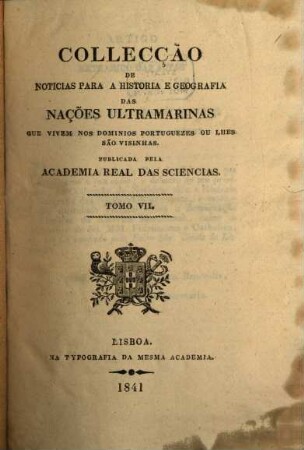 COLLECÇÃO
DE
NOTICIAS PARA A HISTORIA E GEOGRAFIA
DAS
NAÇÕES ULTRAMARINAS
QUE VIVEM NOS DOMINIOS PORTUGUEZES OU LHES
SÃO VISINHAS.
PUBLICADA PELA
ACADEMIA REAL DAS SCIENCIAS.
TOMO VII.
LISBOA.
NA TYPOGRAFIA DA MESMA ACADEMIA.
1841